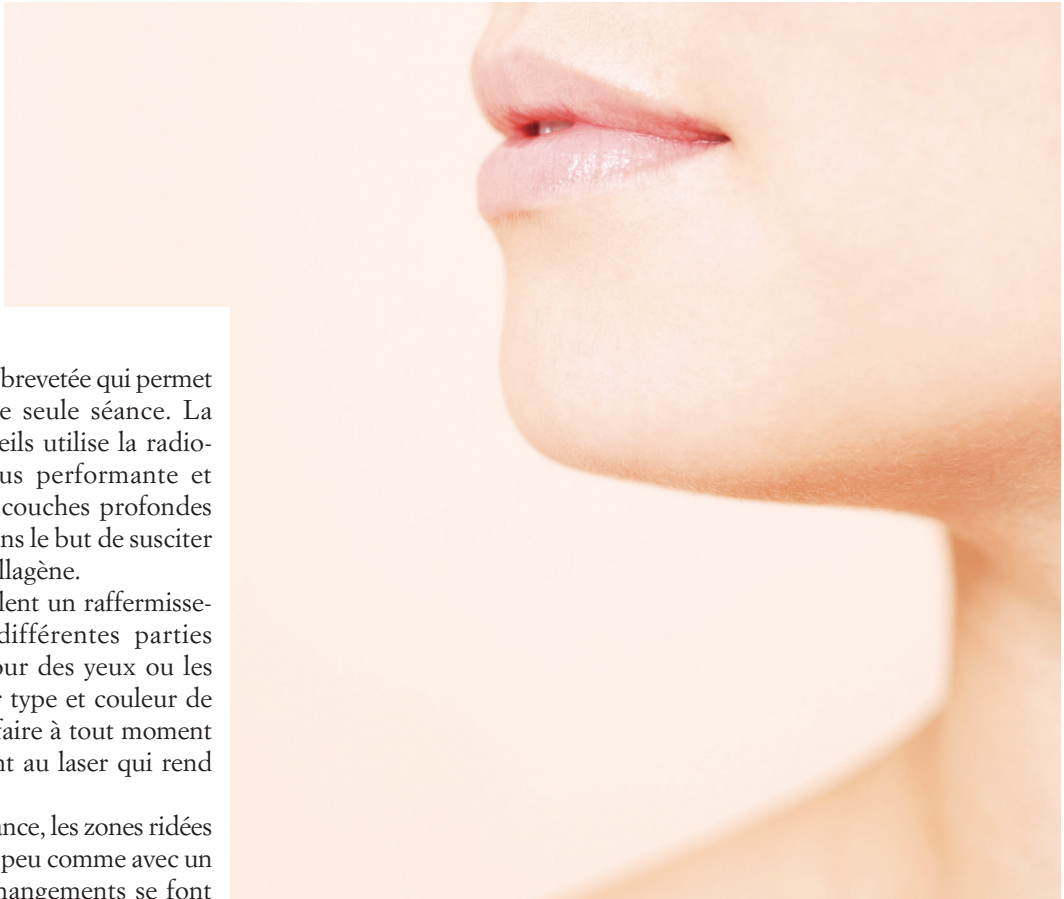 brevetée qui permet
e seule séance. La
eils utilise la radio-
us performante et
couches profondes
ns le but de susciter
llagène.
lent un raffermisse-
différentes parties
our des yeux ou les
r type et couleur de
faire à tout moment
nt au laser qui rend
ance, les zones ridées
peu comme avec un
hangements se font